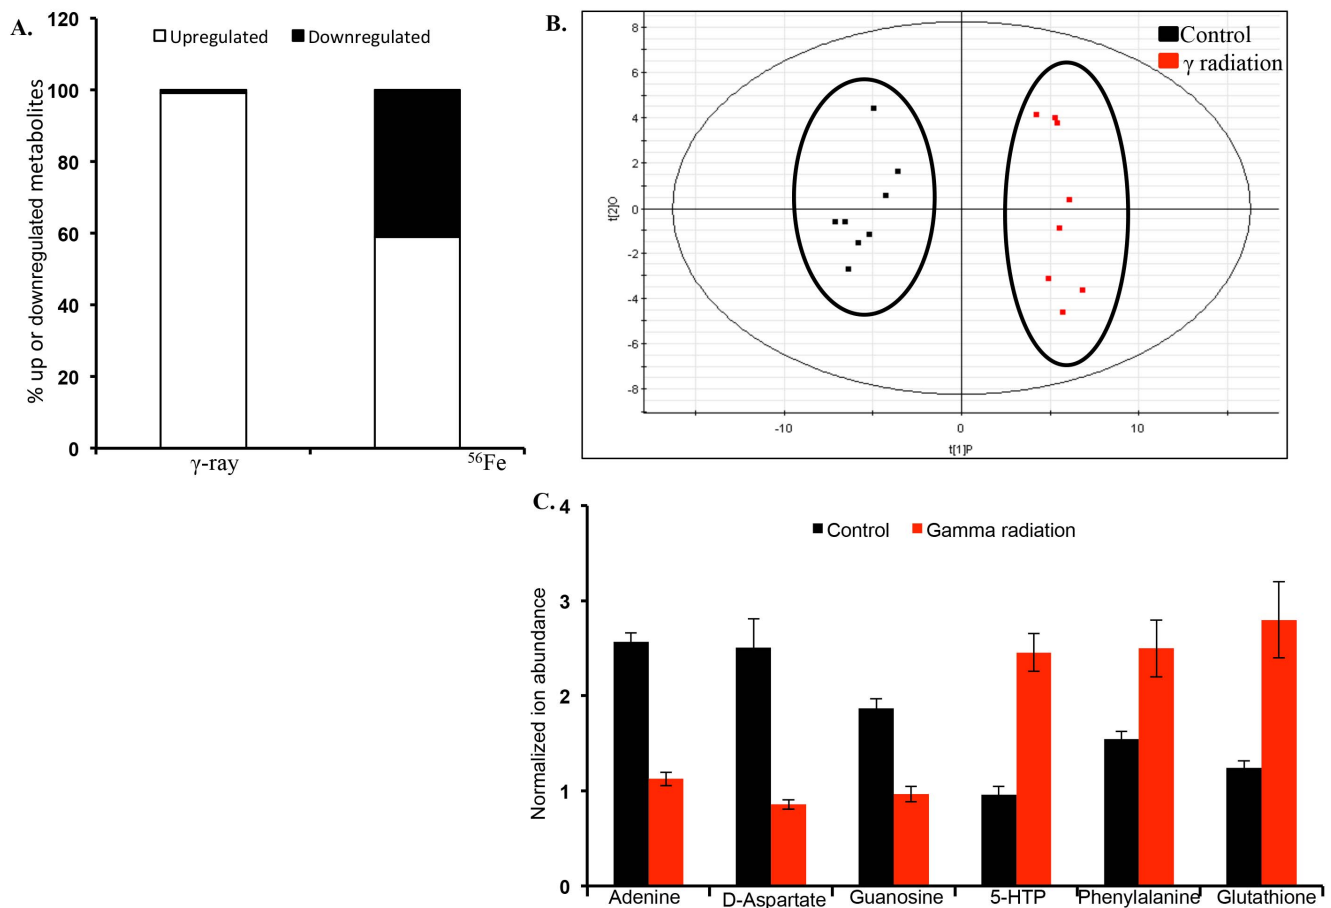 A.
120
100
80
60
40
20
0
% up or downregulated metabolites
Upregulated Downregulated
γ-ray ⁵⁶Fe
B.
Control
γ radiation
8
6
4
2
0
-2
-4
-6
-8
t[2]O
-10 0 10
t[1]P
C.
4
3
2
1
0
Normalized ion abundance
Control Gamma radiation
Adenine D-Aspartate Guanosine 5-HTP Phenylalanine Glutathione